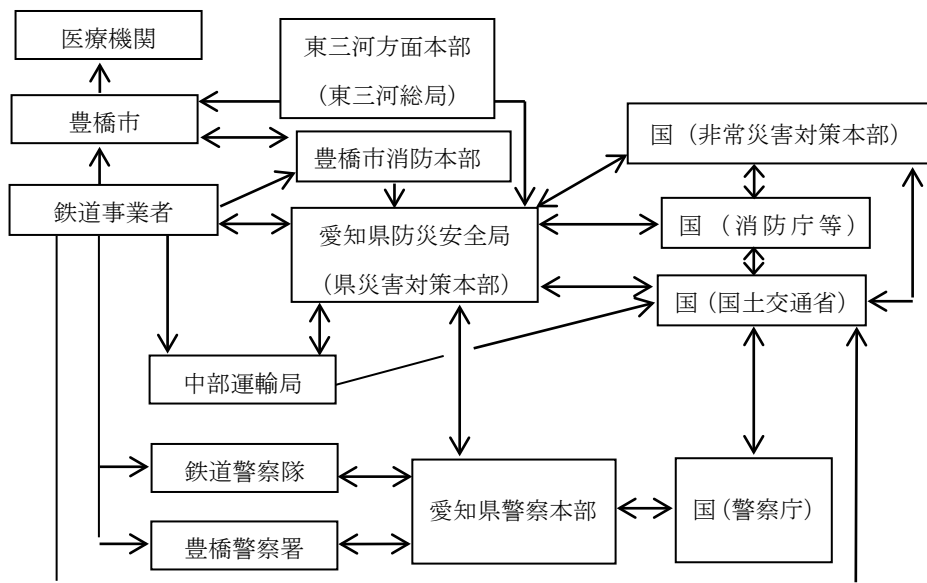 医療機関
東三河方面本部
(東三河総局)
豊橋市
国(非常災害対策本部)
豊橋市消防本部
鉄道事業者
愛知県防災安全局
(県災害対策本部)
国(消防庁等)
国(国土交通省)
中部運輸局
鉄道警察隊
愛知県警察本部
国(警察庁)
豊橋警察署